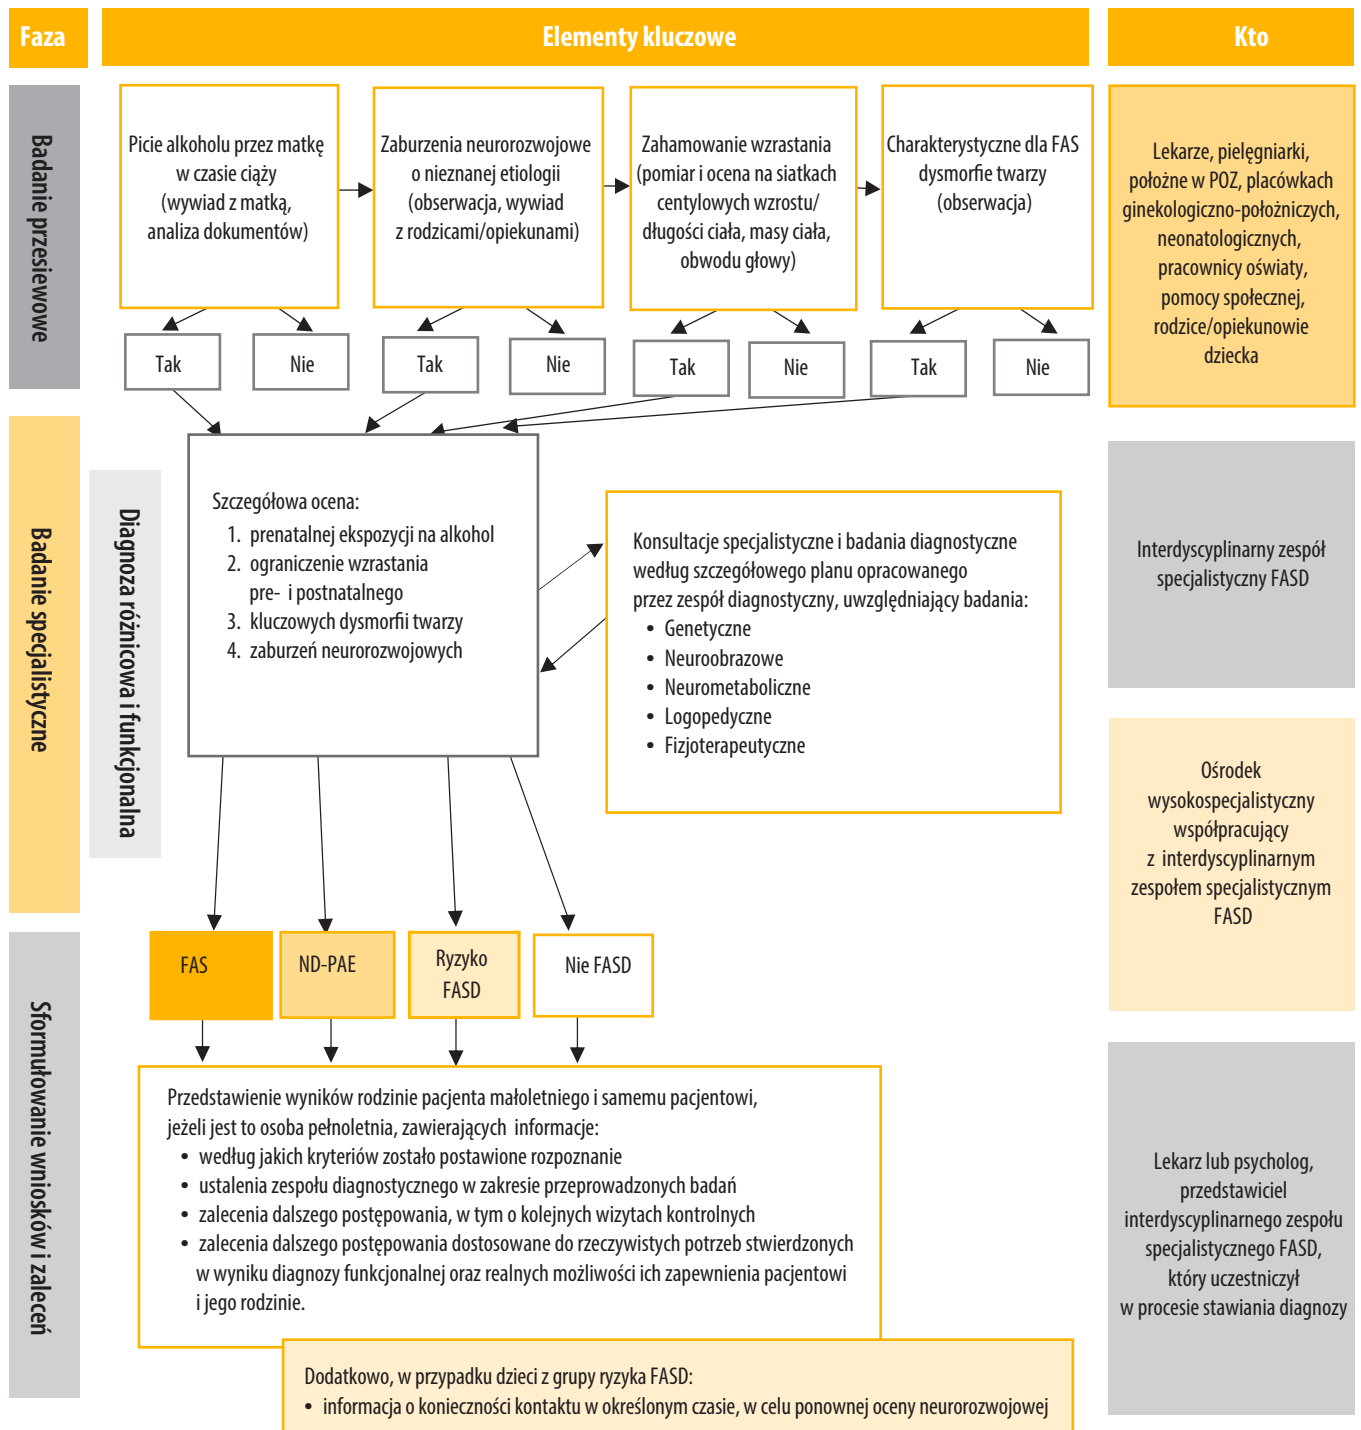 Faza
Elementy kluczowe
Kto
Badanie przesiewowe
Picie alkoholu przez matkę
w czasie ciąży
(wywiad z matką,
analiza dokumentów)
Zaburzenia neurorozwojowe
o nieznanej etiologii
(obserwacja, wywiad
z rodzicami/opiekunami)
Zahamowanie wzrastania
(pomiar i ocena na siatkach
centylowych wzrostu/
długości ciała, masy ciała,
obwodu głowy)
Charakterystyczne dla FAS
dysmorfie twarzy
(obserwacja)
Lekarze, pielęgniarki,
położne w POZ, placówkach
ginekologiczno-położniczych,
neonatologicznych,
pracownicy oświaty,
pomocy społecznej,
rodzice/opiekunowie
dziecka
Tak
Nie
Tak
Nie
Tak
Nie
Tak
Nie
Badanie specjalistyczne
Diagnoza różnicowa i funkcjonalna
Szczegółowa ocena:
1. prenatalnej ekspozycji na alkohol
2. ograniczenie wzrastania
pre- i postnatalnego
3. kluczowych dysmorfii twarzy
4. zaburzeń neurorozwojowych
Konsultacje specjalistyczne i badania diagnostyczne
według szczegółowego planu opracowanego
przez zespół diagnostyczny, uwzględniający badania:
• Genetyczne
• Neuroobrazowe
• Neurometaboliczne
• Logopedyczne
• Fizjoterapeutyczne
Interdyscyplinarny zespół
specjalistyczny FASD
Ośrodek
wysokospecjalistyczny
współpracujący
z interdyscyplinarnym
zespołem specjalistycznym
FASD
Sformułowanie wniosków i zaleceń
FAS
ND-PAE
Ryzyko
FASD
Nie FASD
Przedstawienie wyników rodzinie pacjenta małoletniego i samemu pacjentowi,
jeżeli jest to osoba pełnoletnia, zawierających informacje:
• według jakich kryteriów zostało postawione rozpoznanie
• ustalenia zespołu diagnostycznego w zakresie przeprowadzonych badań
• zalecenia dalszego postępowania, w tym o kolejnych wizytach kontrolnych
• zalecenia dalszego postępowania dostosowane do rzeczywistych potrzeb stwierdzonych
w wyniku diagnozy funkcjonalnej oraz realnych możliwości ich zapewnienia pacjentowi
i jego rodzinie.
Lekarz lub psycholog,
przedstawiciel
interdyscyplinarnego zespołu
specjalistycznego FASD,
który uczestniczył
w procesie stawiania diagnozy
Dodatkowo, w przypadku dzieci z grupy ryzyka FASD:
• informacja o konieczności kontaktu w określonym czasie, w celu ponownej oceny neurorozwojowej